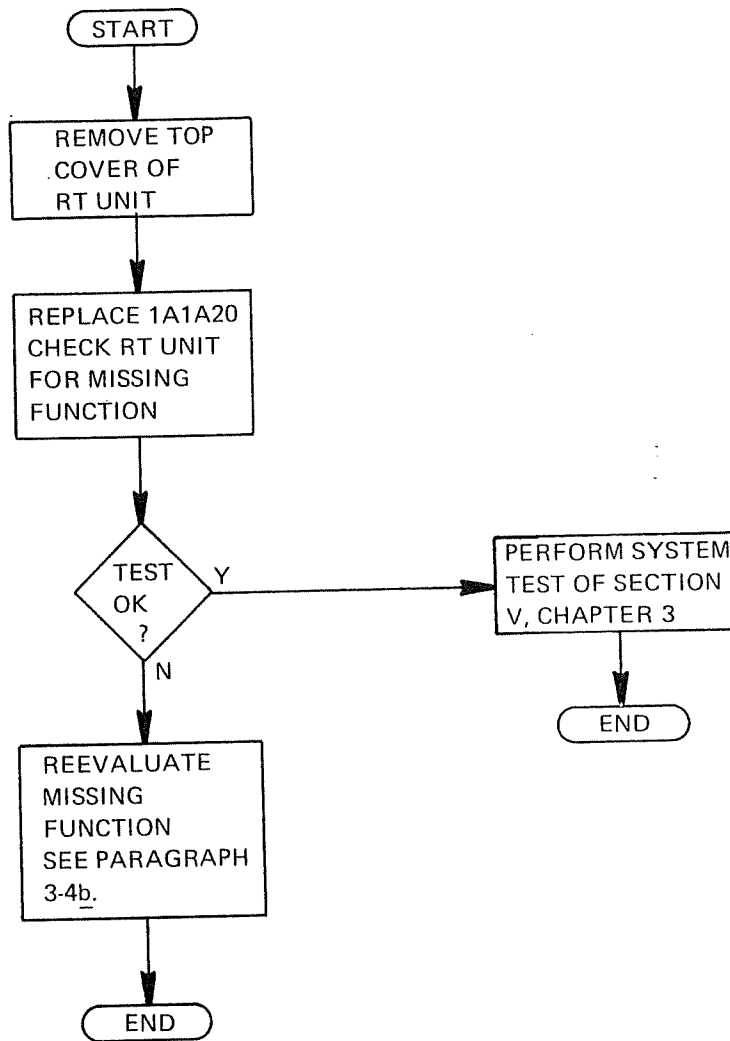 START
REMOVE TOP
COVER OF
RT UNIT
REPLACE 1A1A20
CHECK RT UNIT
FOR MISSING
FUNCTION
TEST
OK
?
Y
N
PERFORM SYSTEM
TEST OF SECTION
V, CHAPTER 3
END
REEVALUATE
MISSING
FUNCTION
SEE PARAGRAPH
3-4b.
END